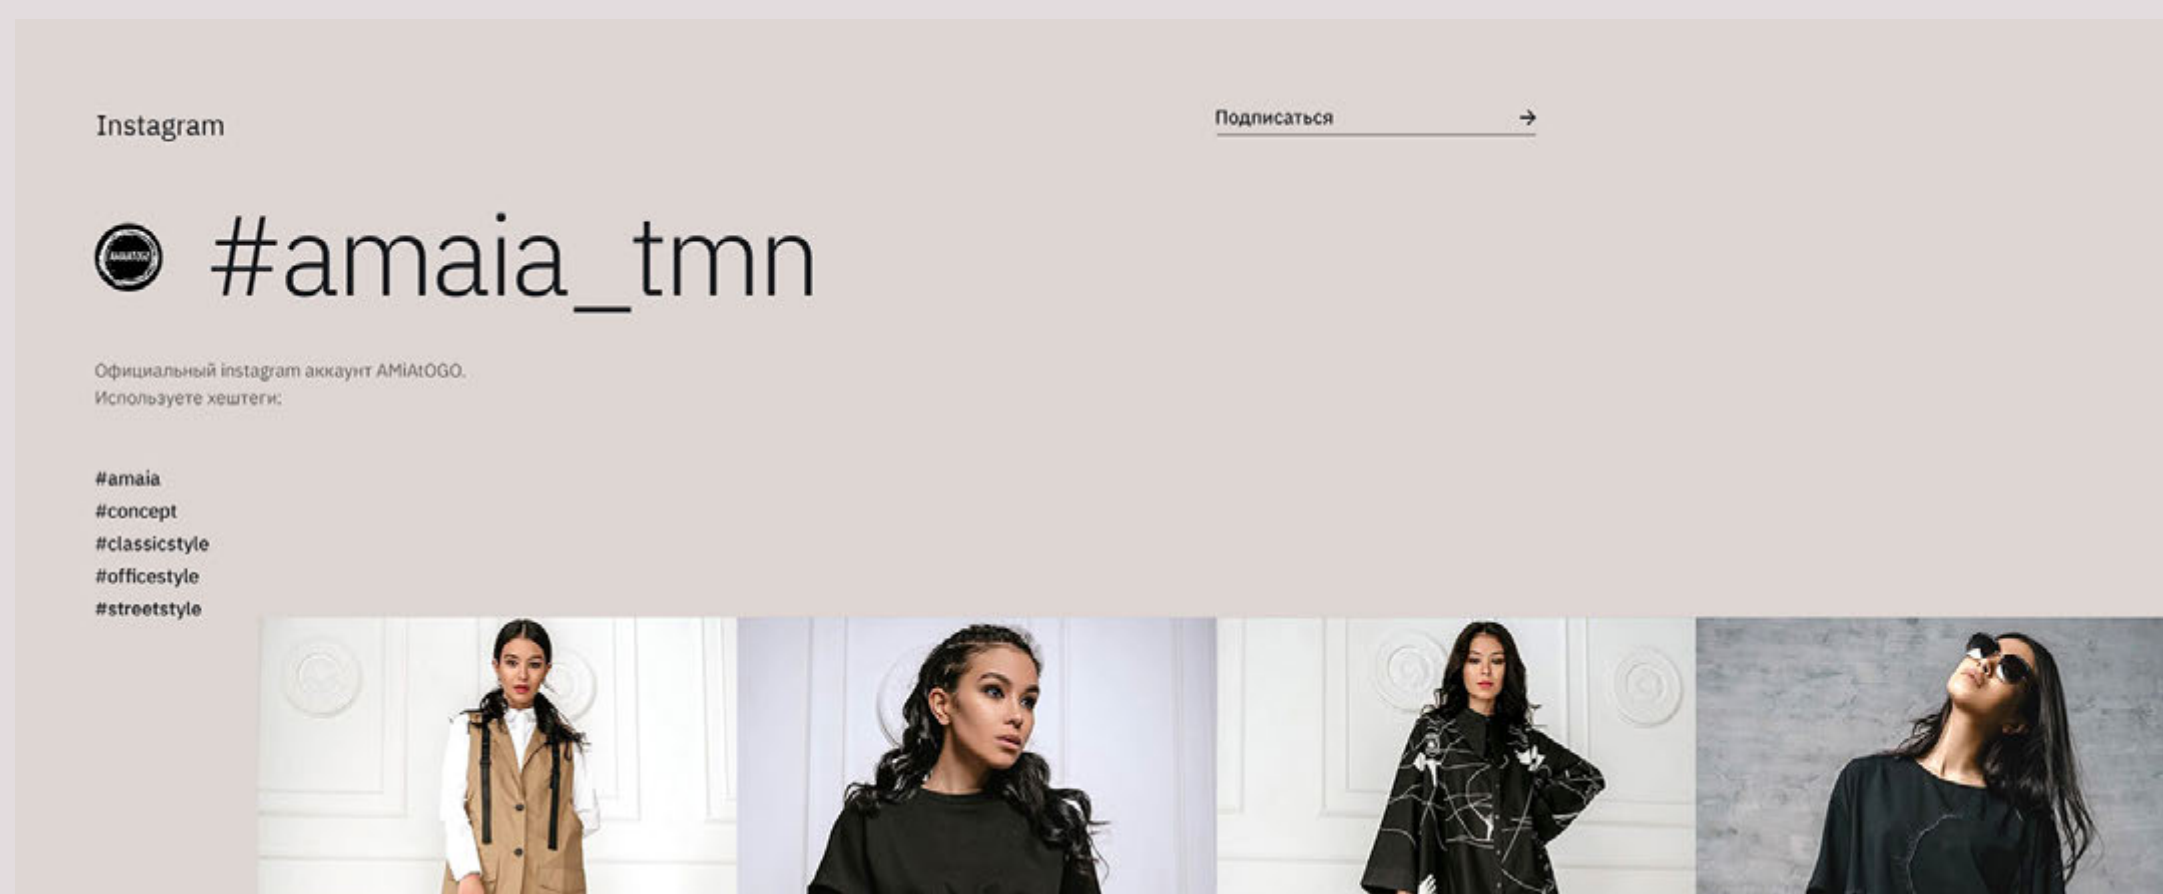 Instagram
Подписаться →
#amaia_tmn
Официальный instagram аккаунт AMiAtOGO.
Используете хештеги:
#amaia
#concept
#classicstyle
#officestyle
#streetstyle